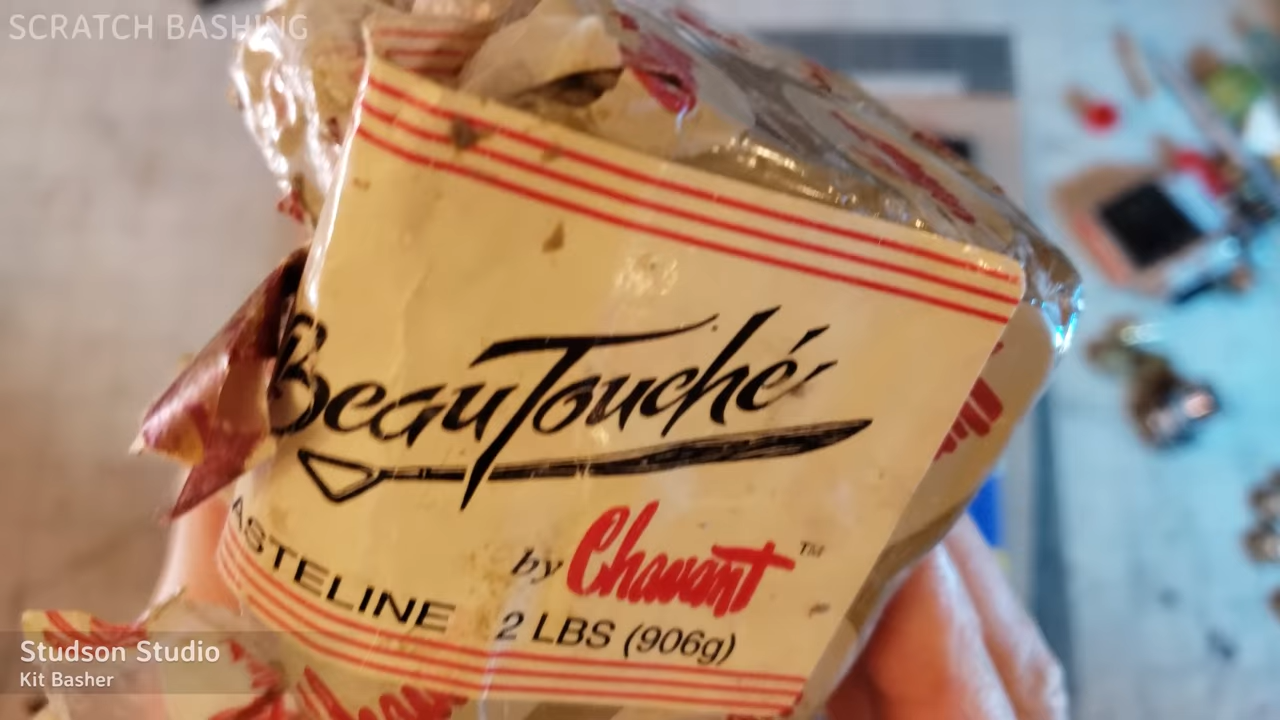 SCRATCH BASHING
BeauTouché
by Chavant™
ASTELINE 2 LBS (906g)
Studson Studio
Kit Basher